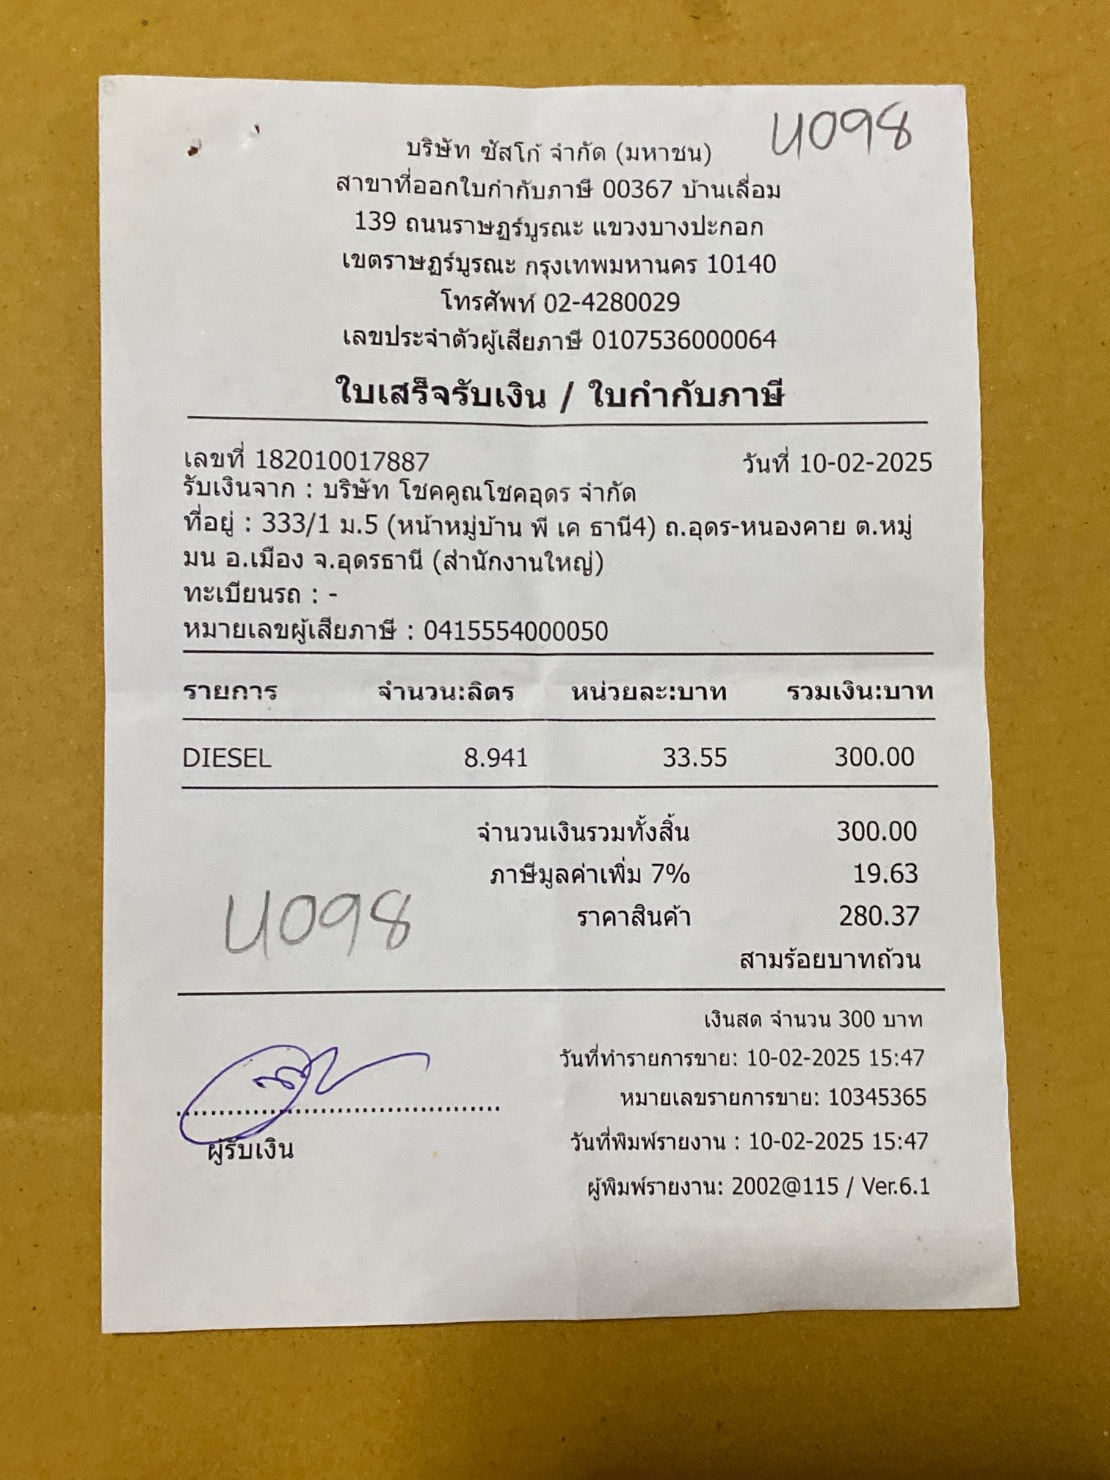 บริษัท ซัสโก้ จำกัด (มหาชน)
น098
สาขาที่ออกใบกำกับภาษี 00367 บ้านเลื่อม
139 ถนนราษฎร์บูรณะ แขวงบางปะกอก
เขตราษฎร์บูรณะ กรุงเทพมหานคร 10140
โทรศัพท์ 02-4280029
เลขประจำตัวผู้เสียภาษี 0107536000064
ใบเสร็จรับเงิน / ใบกำกับภาษี
เลขที่ 182010017887 วันที่ 10-02-2025
รับเงินจาก : บริษัท โชคคูณโชคอุดร จำกัด
ที่อยู่ : 333/1 ม.5 (หน้าหมู่บ้าน พี เค ธานี4) ถ.อุดร-หนองคาย ต.หมู่
มน อ.เมือง จ.อุดรธานี (สำนักงานใหญ่)
ทะเบียนรถ : -
หมายเลขผู้เสียภาษี : 0415554000050
รายการ จำนวน:ลิตร หน่วยละ:บาท รวมเงิน:บาท
DIESEL 8.941 33.55 300.00
จำนวนเงินรวมทั้งสิ้น 300.00
ภาษีมูลค่าเพิ่ม 7% 19.63
ราคาสินค้า 280.37
น098
สามร้อยบาทถ้วน
เงินสด จำนวน 300 บาท
วันที่ทำรายการขาย: 10-02-2025 15:47
หมายเลขรายการขาย: 10345365
ผู้รับเงิน
วันที่พิมพ์รายงาน : 10-02-2025 15:47
ผู้พิมพ์รายงาน: 2002@115 / Ver.6.1